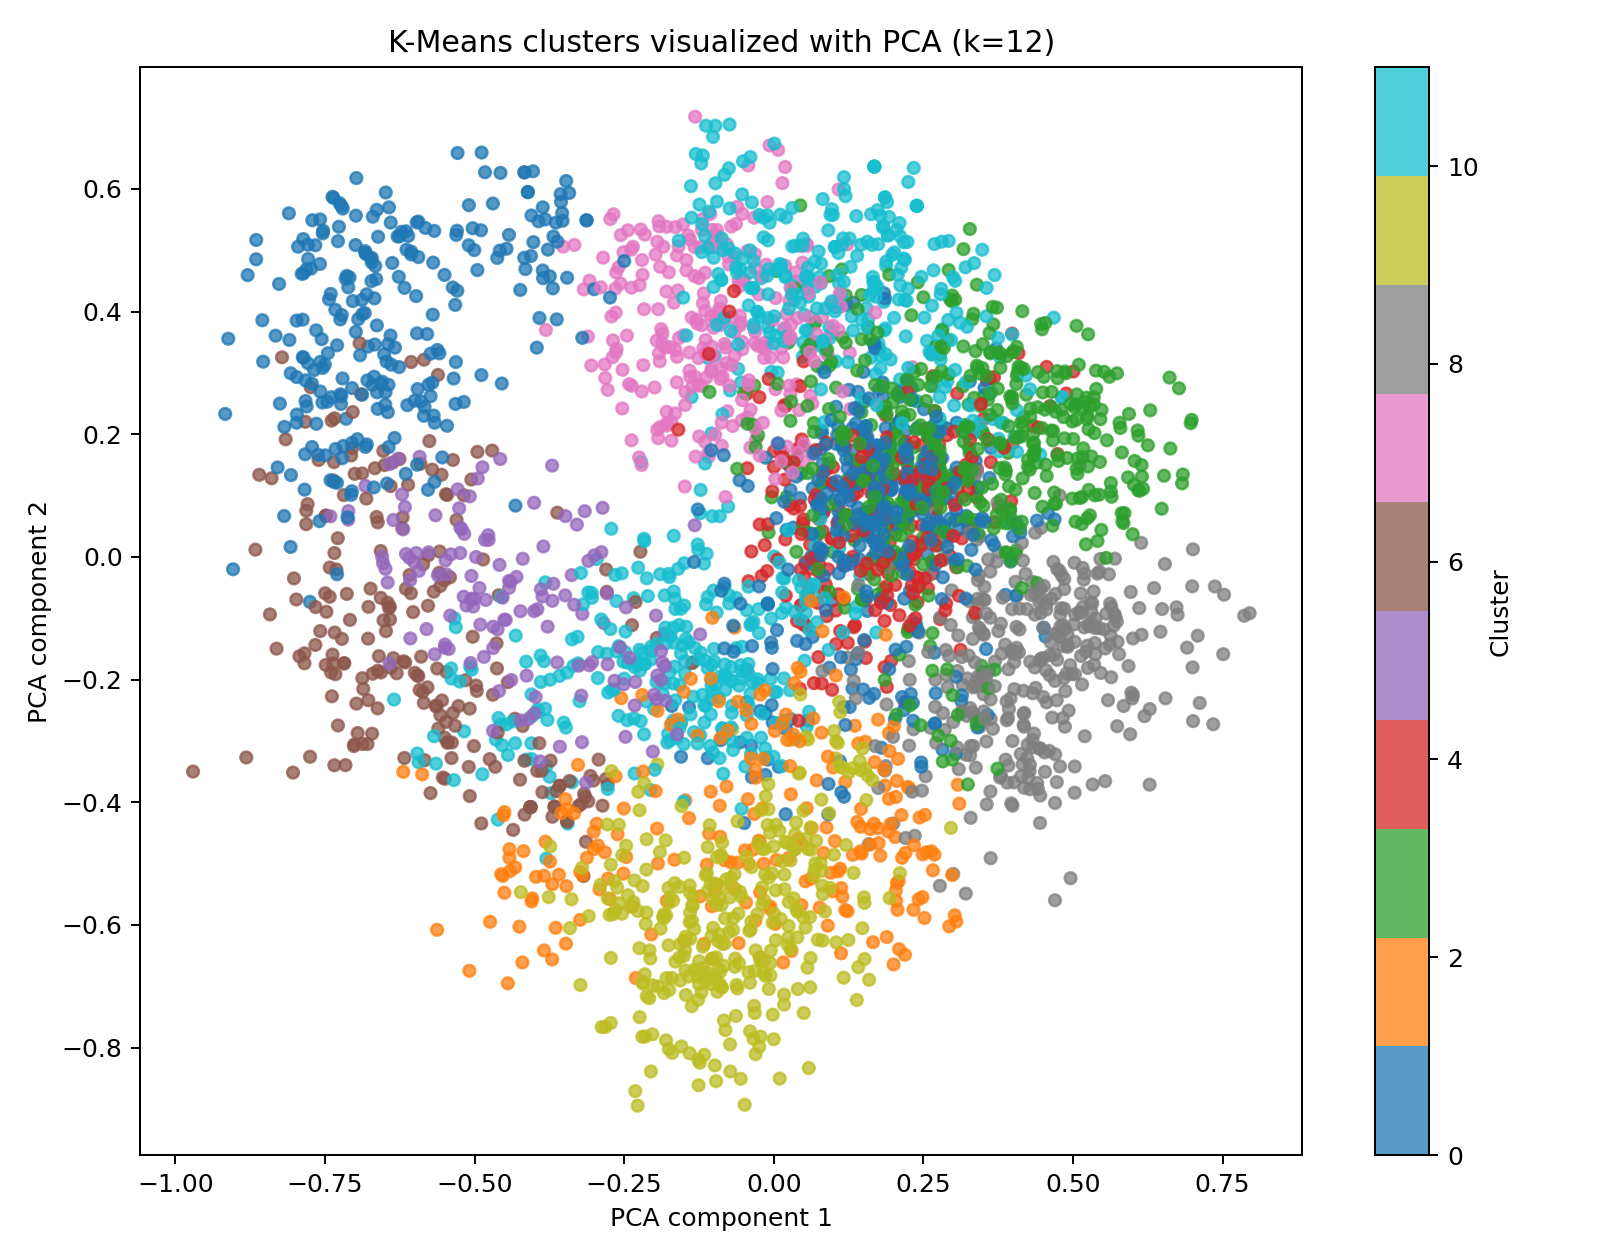 K-Means clusters visualized with PCA (k=12)
0.6
0.4
0.2
0.0
−0.2
−0.4
−0.6
−0.8
PCA component 2
−1.00 −0.75 −0.50 −0.25 0.00 0.25 0.50 0.75
PCA component 1
10
8
6
4
2
0
Cluster